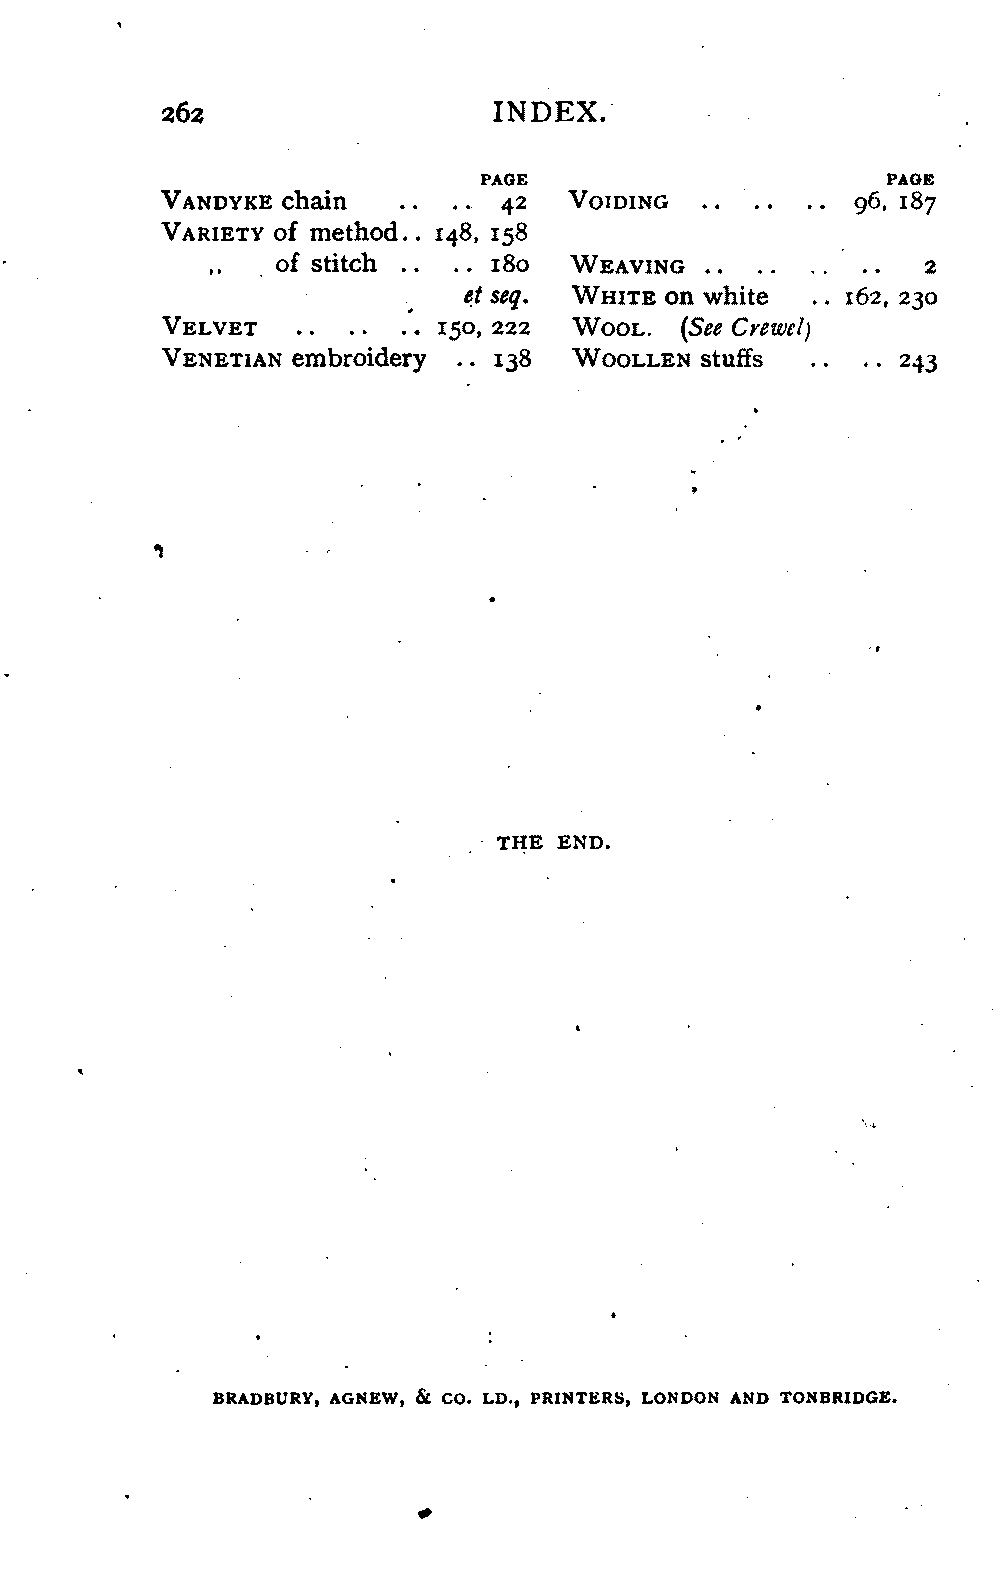 262 INDEX.
PAGE
VANDYKE chain .. .. 42
VARIETY of method.. 148, 158
,, of stitch .. .. 180
et seq.
VELVET .. .. .. 150, 222
VENETIAN embroidery .. 138
PAGE
VOIDING .. .. .. 96, 187
WEAVING .. .. .. .. 2
WHITE on white .. 162, 230
WOOL. (See Crewel)
WOOLLEN stuffs .. .. 243
THE END.
BRADBURY, AGNEW, & CO. LD., PRINTERS, LONDON AND TONBRIDGE.